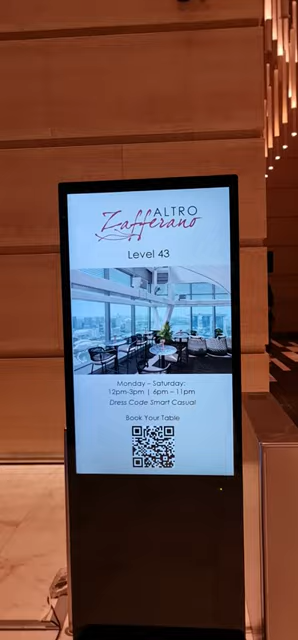 ALTRO
Zafferano
Level 43
Monday - Saturday:
12pm-3pm | 6pm – 11pm
Dress Code Smart Casual
Book Your Table